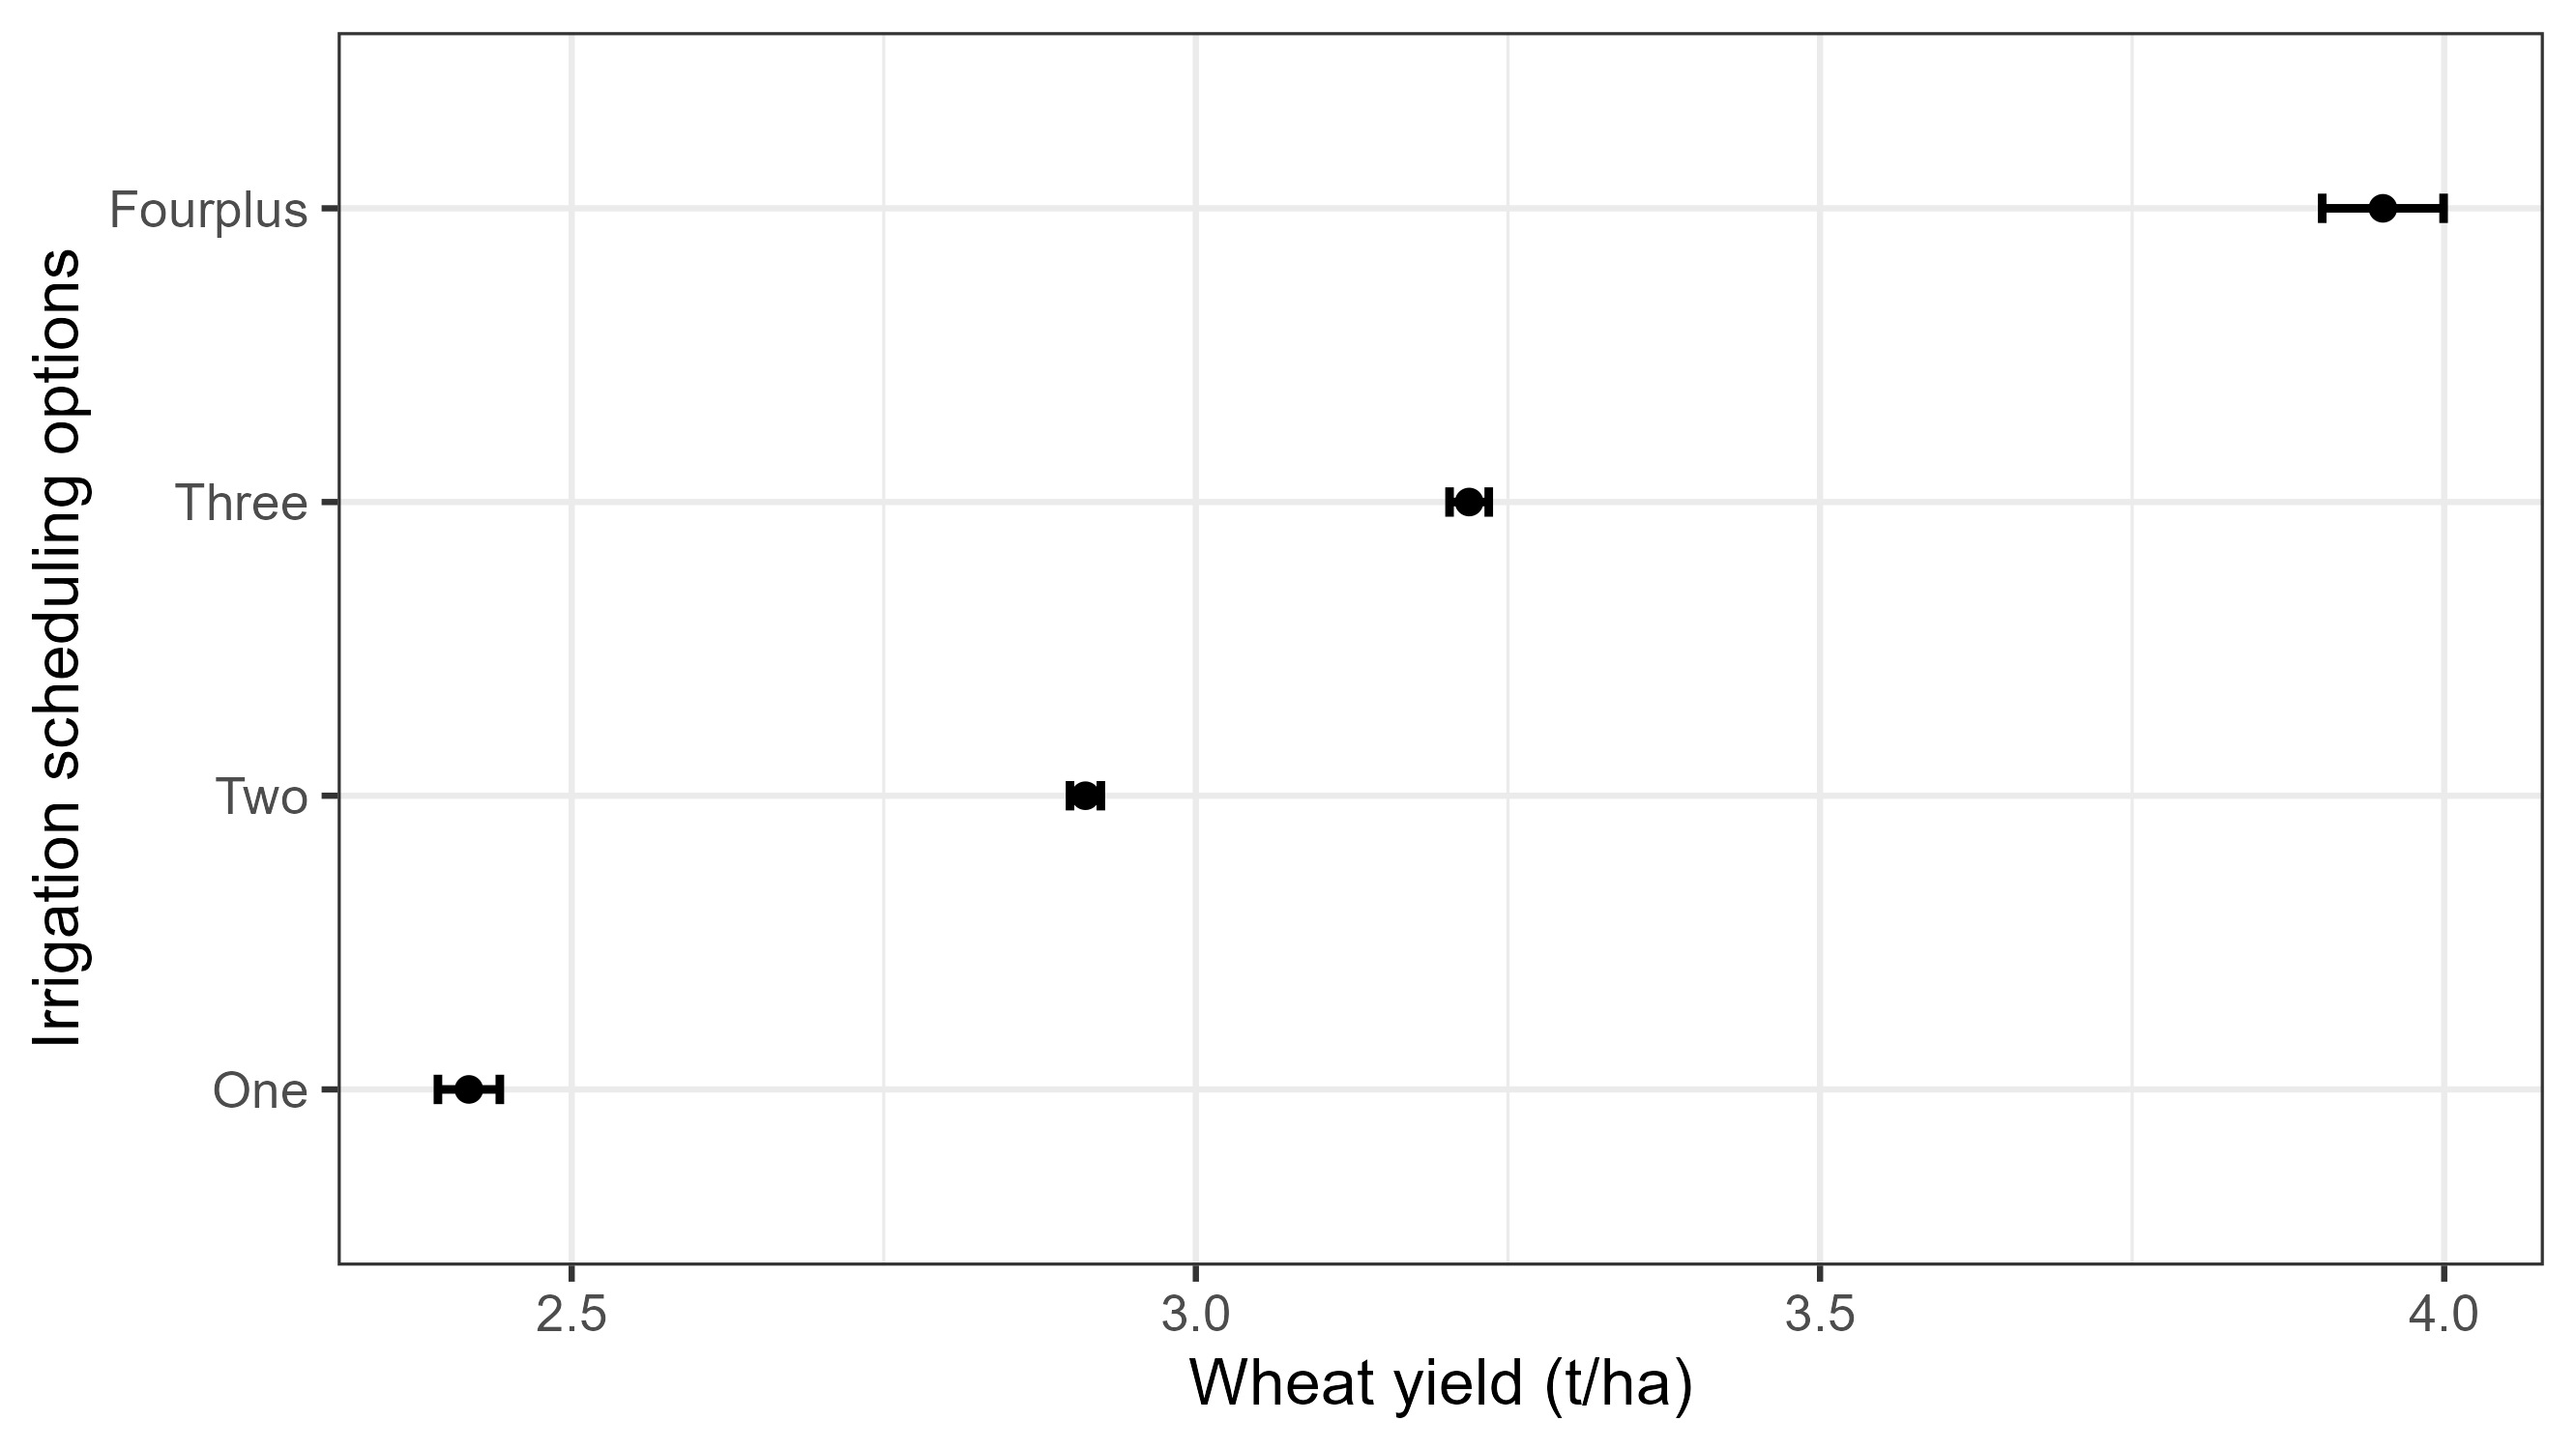 Irrigation scheduling options
Fourplus
Three
Two
One
2.5 3.0 3.5 4.0
Wheat yield (t/ha)